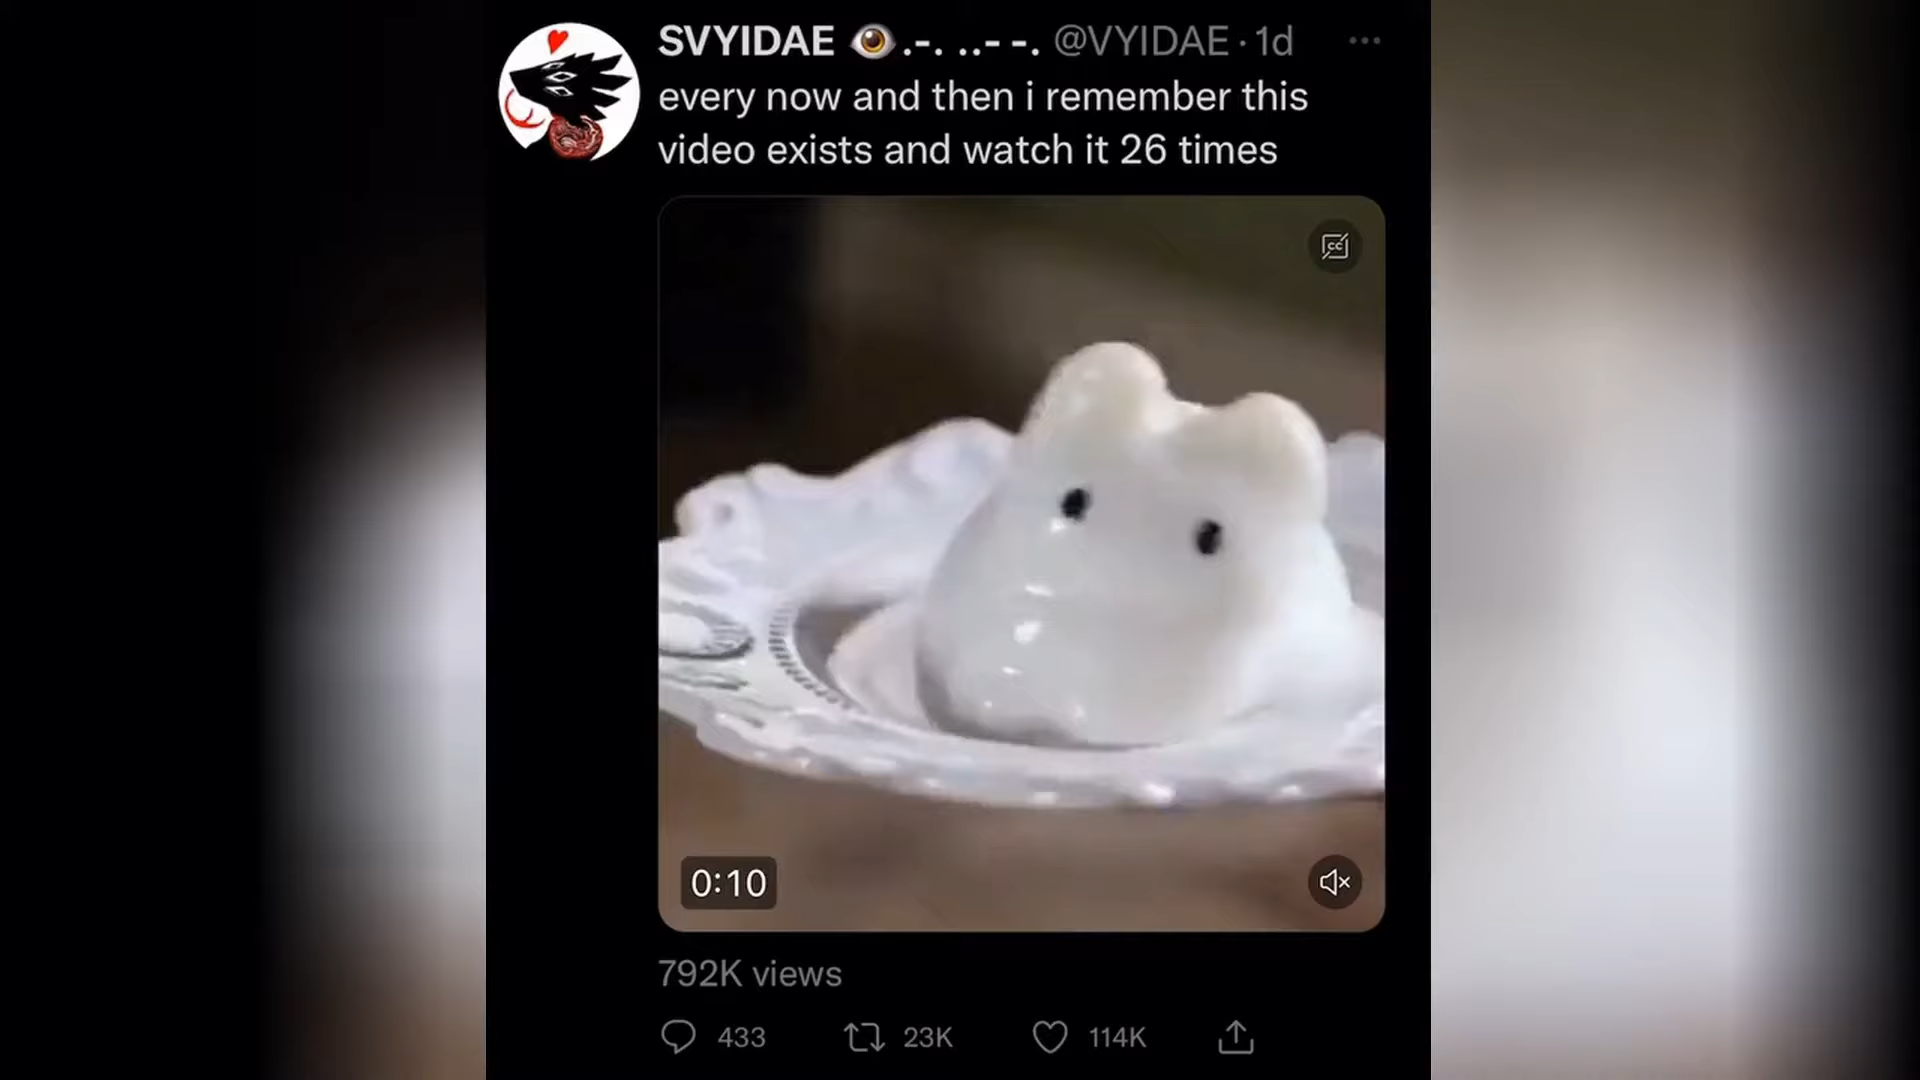 SVYIDAE 👁️.-. ..- -. @VYIDAE · 1d
every now and then i remember this
video exists and watch it 26 times
CC
0:10
792K views
433 23K 114K